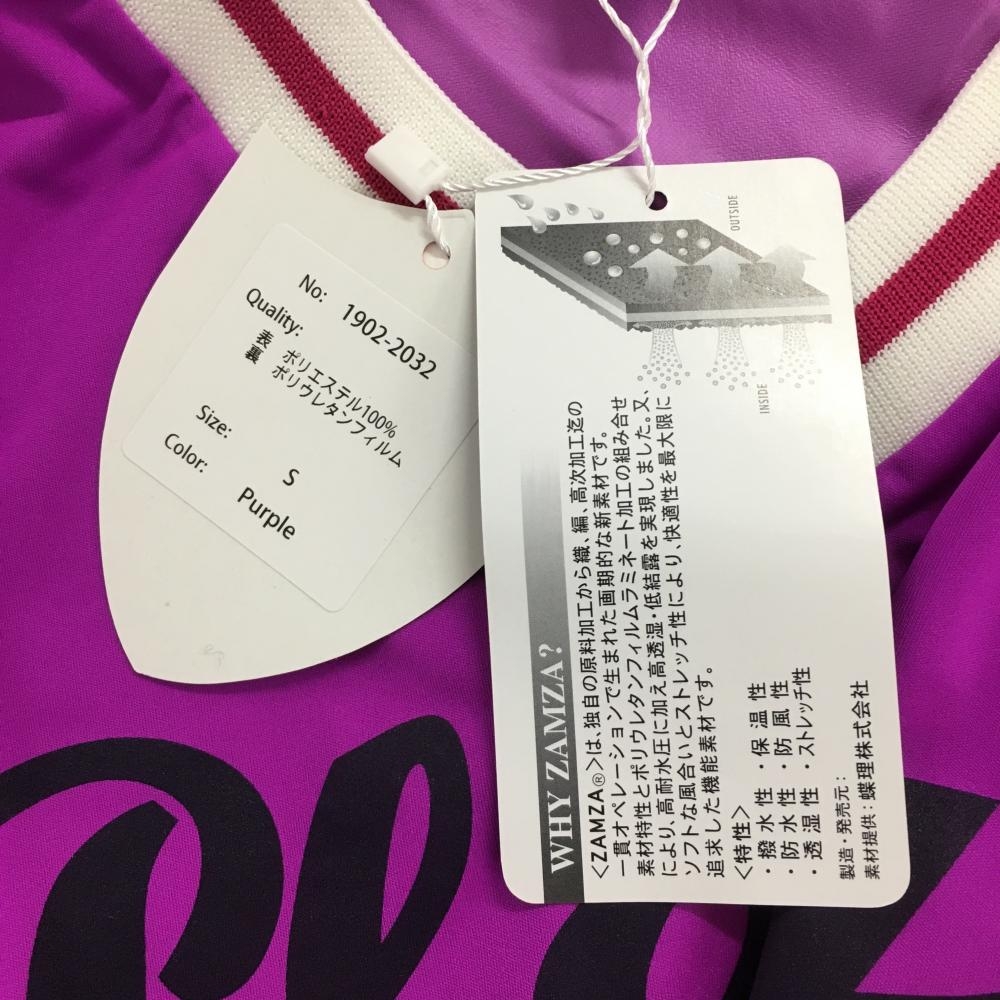 No: 1902-2032
Quality:
表 ポリエステル100%
裏 ポリウレタンフィルム
Size: S
Color: Purple
OUTSIDE
INSIDE
WHY ZAMZA?
<ZAMZA®>は、独自の原料加工から織、編、高次加工迄の
一貫オペレーションで生まれた画期的な新素材です。
素材特性とポリウレタンフィルムラミネート加工の組み合せ
により、高耐水圧に加え高透湿・低結露を実現しました。又、
ソフトな風合いとストレッチ性により、快適性を最大限に
追求した機能素材です。
<特性>
・撥水性 ・保温性
・防水性 ・防風性
・透湿性 ・ストレッチ性
製造・発売元：
素材提供：蝶理株式会社